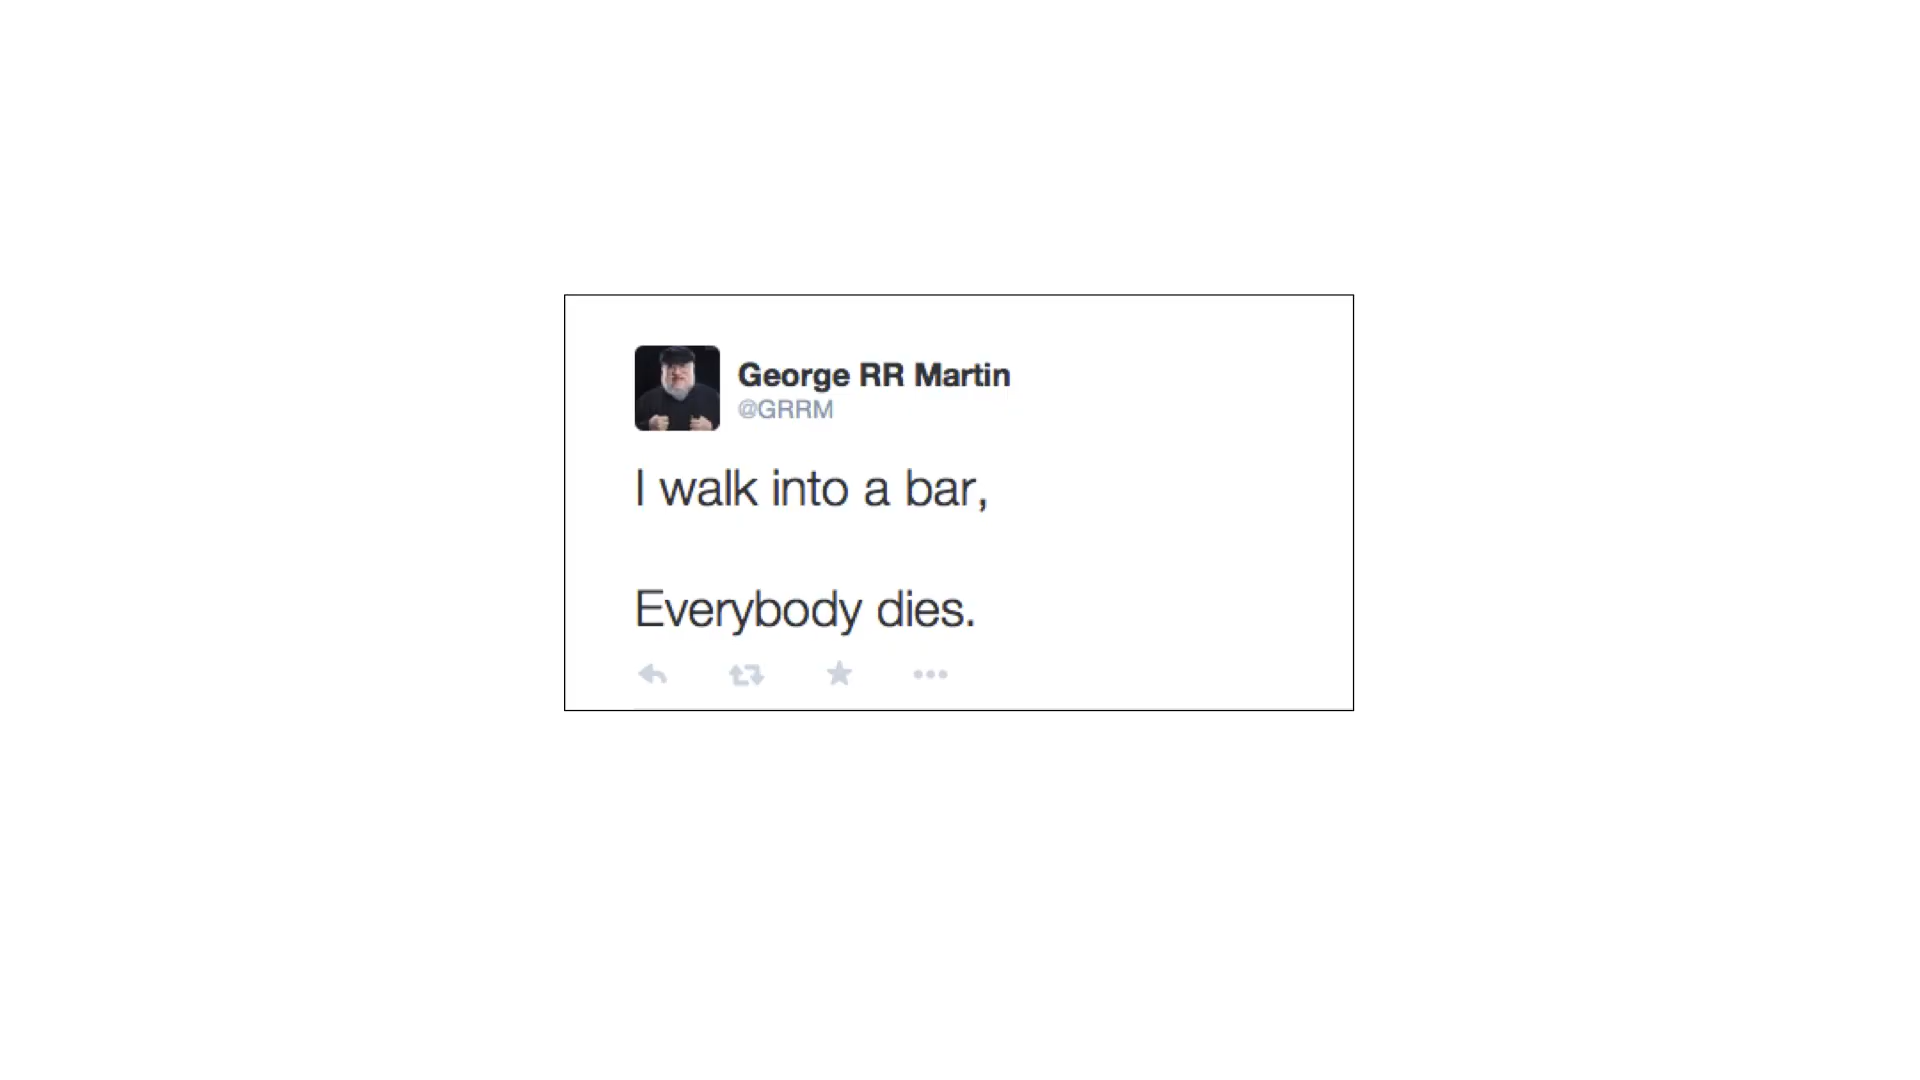 George RR Martin
@GRRM
I walk into a bar,
Everybody dies.